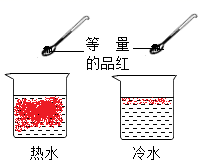 等 量
的品红
热水 冷水